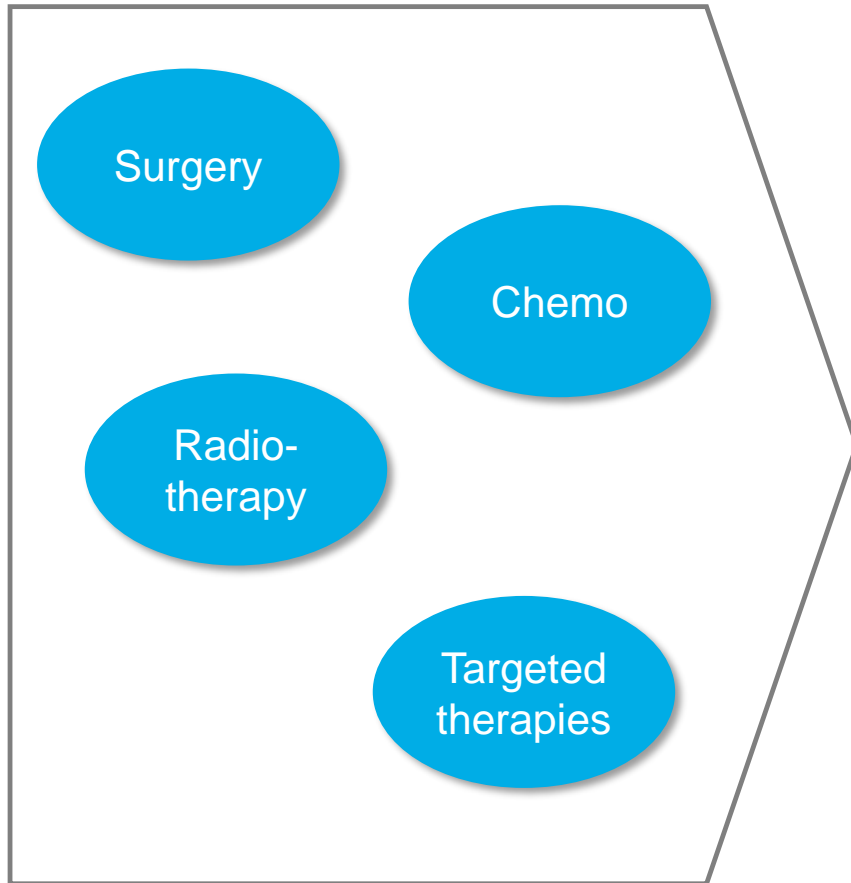 Surgery
Chemo
Radio-
therapy
Targeted
therapies